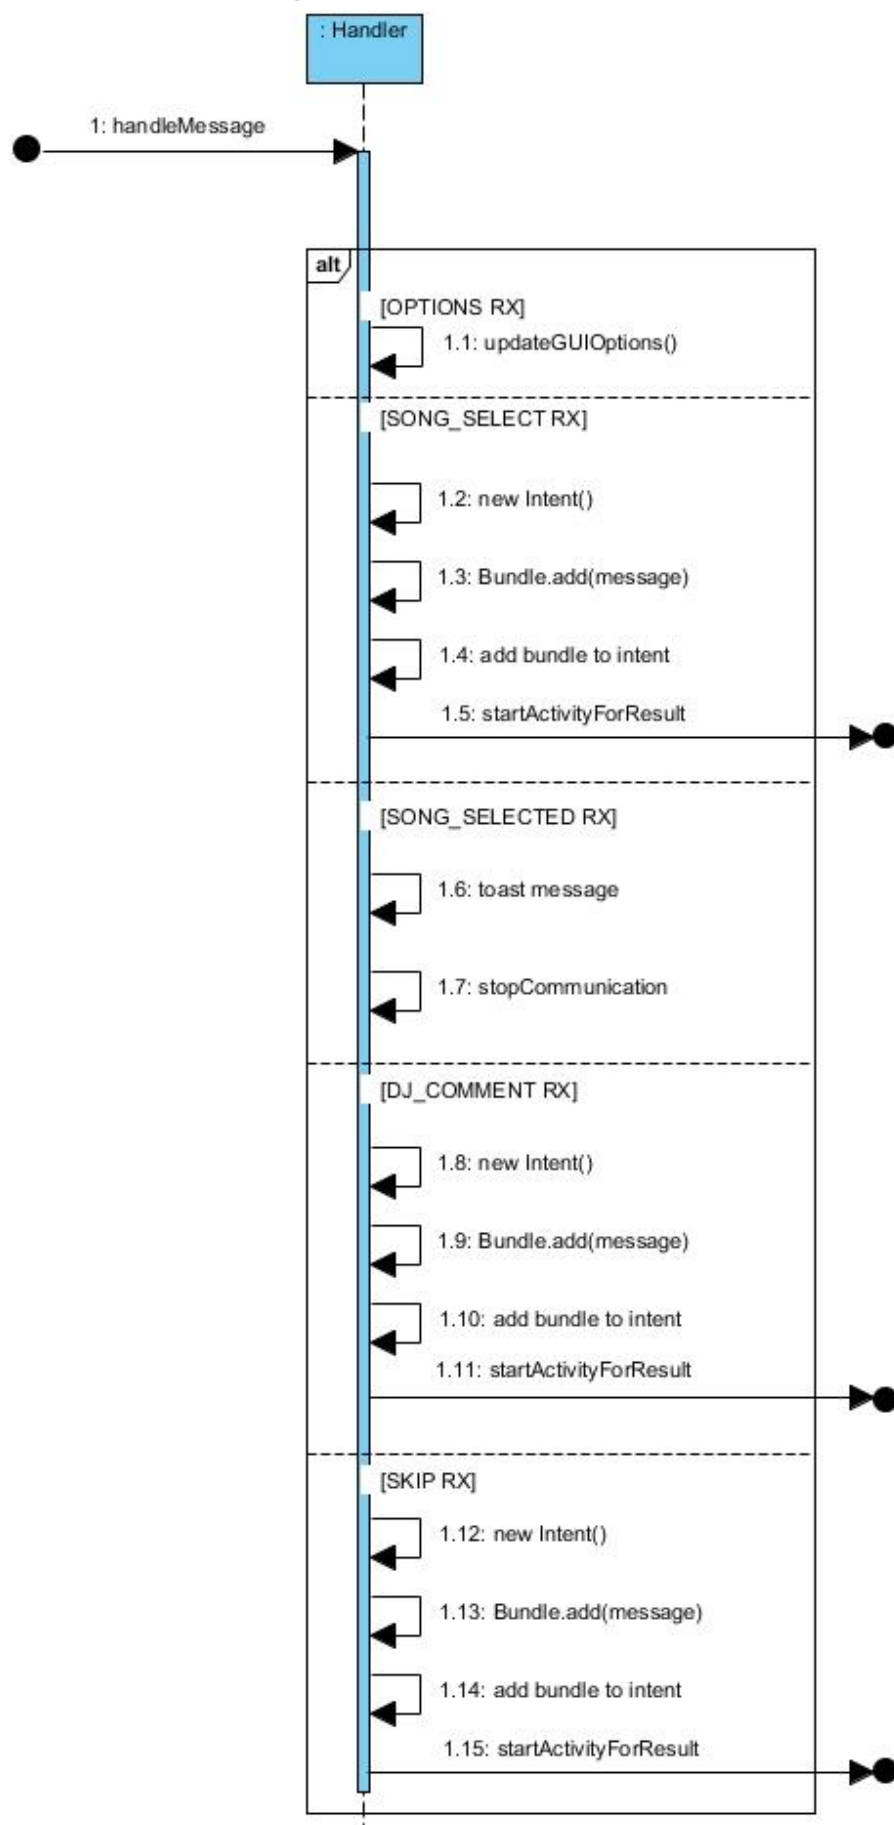 : Handler
1: handleMessage
alt
[OPTIONS RX]
1.1: updateGUIOptions()
[SONG_SELECT RX]
1.2: new Intent()
1.3: Bundle.add(message)
1.4: add bundle to intent
1.5: startActivityForResult
[SONG_SELECTED RX]
1.6: toast message
1.7: stopCommunication
[DJ_COMMENT RX]
1.8: new Intent()
1.9: Bundle.add(message)
1.10: add bundle to intent
1.11: startActivityForResult
[SKIP RX]
1.12: new Intent()
1.13: Bundle.add(message)
1.14: add bundle to intent
1.15: startActivityForResult